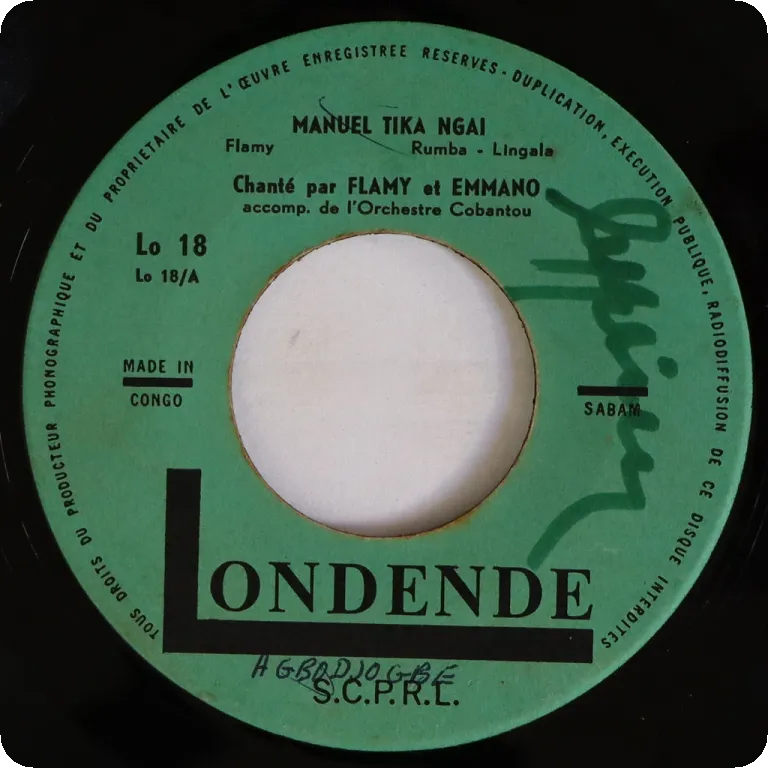 TOUS DROITS DU PRODUCTEUR PHONOGRAPHIQUE ET DU PROPRIETAIRE DE L'ŒUVRE ENREGISTREE RESERVES - DUPLICATION, EXECUTION PUBLIQUE, RADIODIFFUSION DE CE DISQUE INTERDITES
MANUEL TIKA NGAI
Flamy Rumba - Lingala
Chanté par FLAMY et EMMANO
accomp. de l'Orchestre Cobantou
Lo 18
Lo 18/A
MADE IN
CONGO
SABAM
LONDENDE
AGBADJOGBE
S.C.P.R.L.